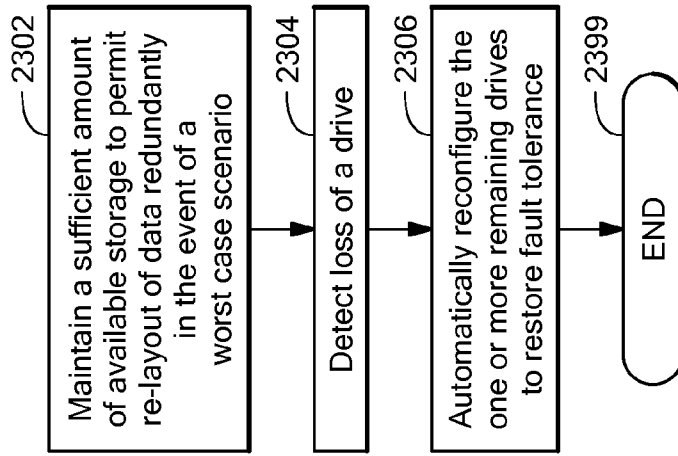 2302
Maintain a sufficient amount
of available storage to permit
re-layout of data redundantly
in the event of a
worst case scenario
2304
Detect loss of a drive
2306
Automatically reconfigure the
one or more remaining drives
to restore fault tolerance
2399
END